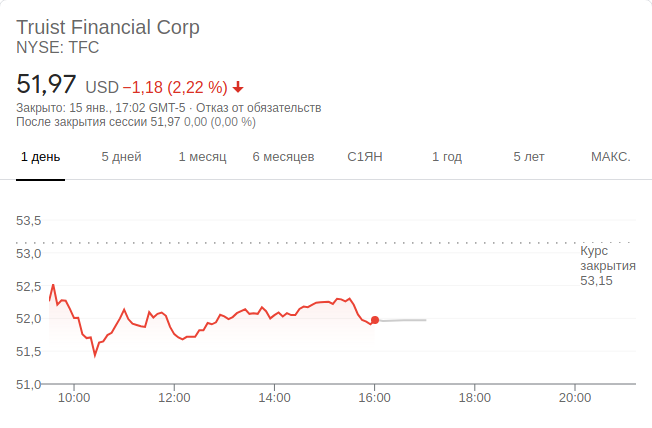 Truist Financial Corp
NYSE: TFC
51,97 USD −1,18 (2,22 %)
Закрыто: 15 янв., 17:02 GMT-5 · Отказ от обязательств
После закрытия сессии 51,97 0,00 (0,00 %)
1 день 5 дней 1 месяц 6 месяцев С1ЯН 1 год 5 лет МАКС.
53,5
53,0
52,5
52,0
51,5
51,0
Курс
закрытия
53,15
10:00 12:00 14:00 16:00 18:00 20:00